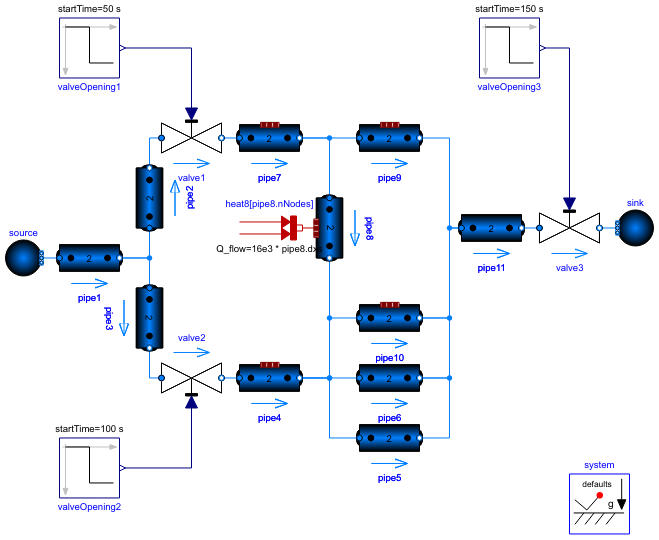 startTime=50 s
startTime=150 s
valveOpening1
valveOpening3
2
2
valve1
pipe7
pipe9
2
pipe2
heat8[pipe8.nNodes]
2
pipe8
source
sink
2
2
Q_flow=16e3 * pipe8.dx
pipe1
pipe11
valve3
2
pipe3
2
valve2
pipe10
2
2
pipe4
pipe6
startTime=100 s
2
pipe5
system
defaults
g
valveOpening2